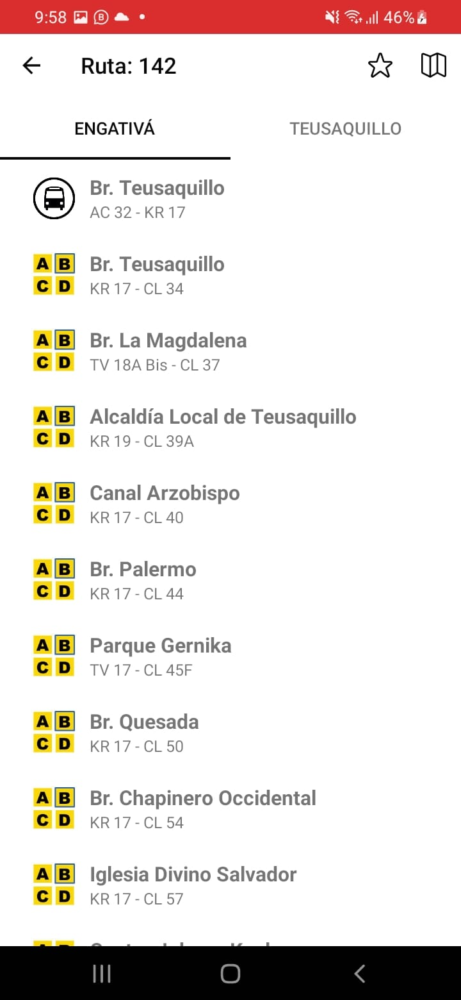 9:58 B 46%
Ruta: 142
ENGATIVÁ TEUSAQUILLO
Br. Teusaquillo
AC 32 - KR 17
A B
C D
Br. Teusaquillo
KR 17 - CL 34
A B
C D
Br. La Magdalena
TV 18A Bis - CL 37
A B
C D
Alcaldía Local de Teusaquillo
KR 19 - CL 39A
A B
C D
Canal Arzobispo
KR 17 - CL 40
A B
C D
Br. Palermo
KR 17 - CL 44
A B
C D
Parque Gernika
TV 17 - CL 45F
A B
C D
Br. Quesada
KR 17 - CL 50
A B
C D
Br. Chapinero Occidental
KR 17 - CL 54
A B
C D
Iglesia Divino Salvador
KR 17 - CL 57